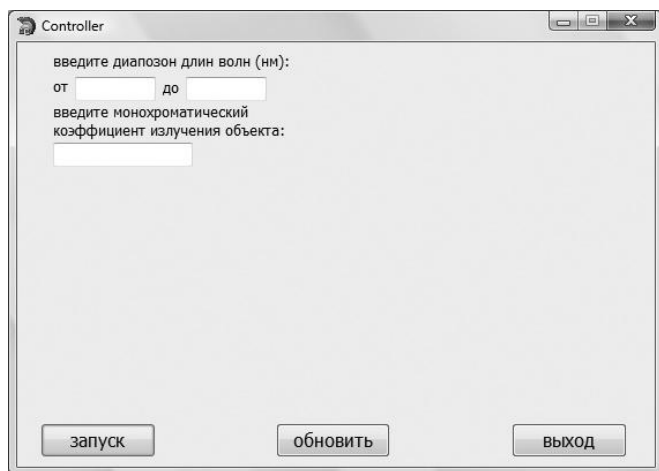 Controller
введите диапозон длин волн (нм):
от до
введите монохроматический
коэффициент излучения объекта:
запуск обновить выход